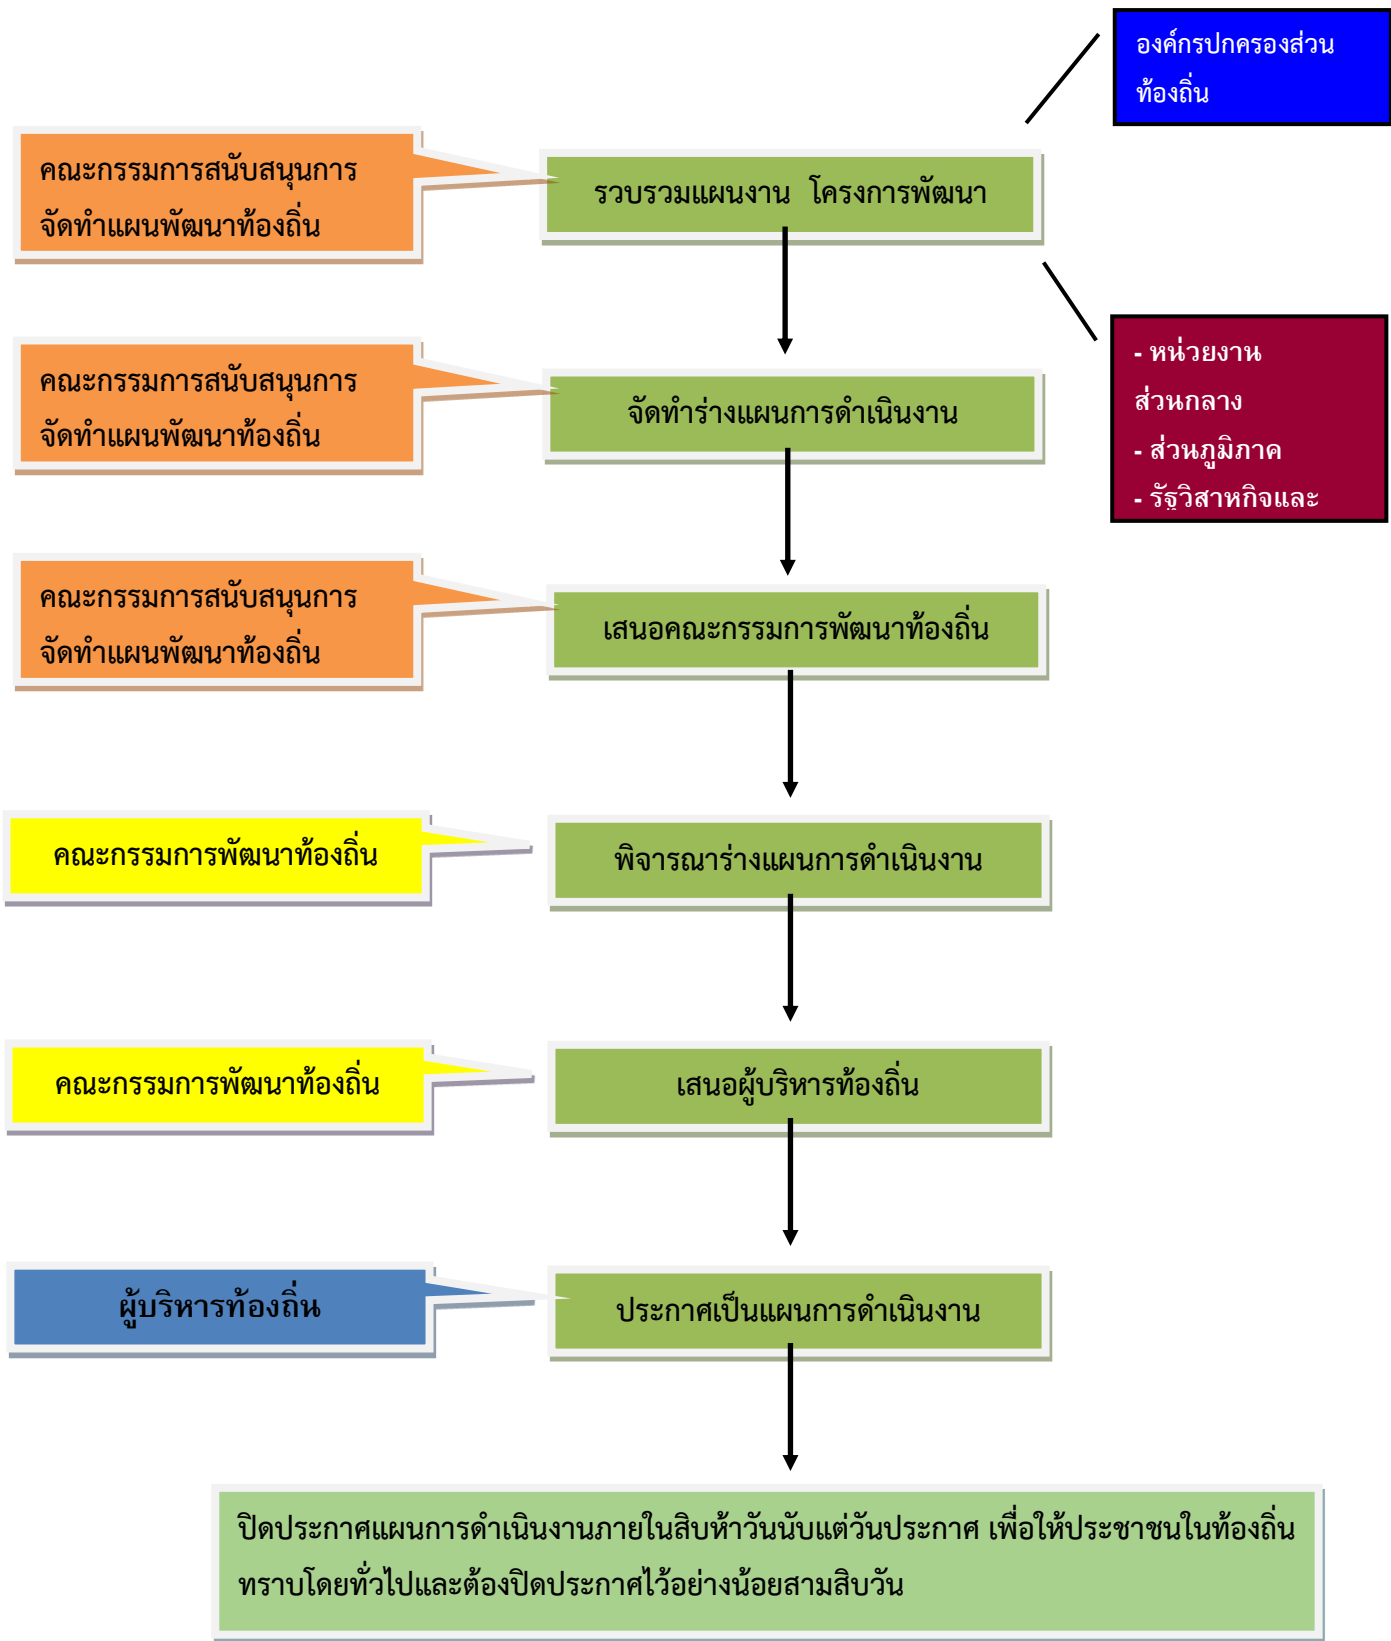 องค์กรปกครองส่วน
ท้องถิ่น
คณะกรรมการสนับสนุนการ
จัดทำแผนพัฒนาท้องถิ่น
รวบรวมแผนงาน โครงการพัฒนา
- หน่วยงาน
ส่วนกลาง
- ส่วนภูมิภาค
- รัฐวิสาหกิจและ
คณะกรรมการสนับสนุนการ
จัดทำแผนพัฒนาท้องถิ่น
จัดทำร่างแผนการดำเนินงาน
คณะกรรมการสนับสนุนการ
จัดทำแผนพัฒนาท้องถิ่น
เสนอคณะกรรมการพัฒนาท้องถิ่น
คณะกรรมการพัฒนาท้องถิ่น
พิจารณาร่างแผนการดำเนินงาน
คณะกรรมการพัฒนาท้องถิ่น
เสนอผู้บริหารท้องถิ่น
ผู้บริหารท้องถิ่น
ประกาศเป็นแผนการดำเนินงาน
ปิดประกาศแผนการดำเนินงานภายในสิบห้าวันนับแต่วันประกาศ เพื่อให้ประชาชนในท้องถิ่น
ทราบโดยทั่วไปและต้องปิดประกาศไว้อย่างน้อยสามสิบวัน